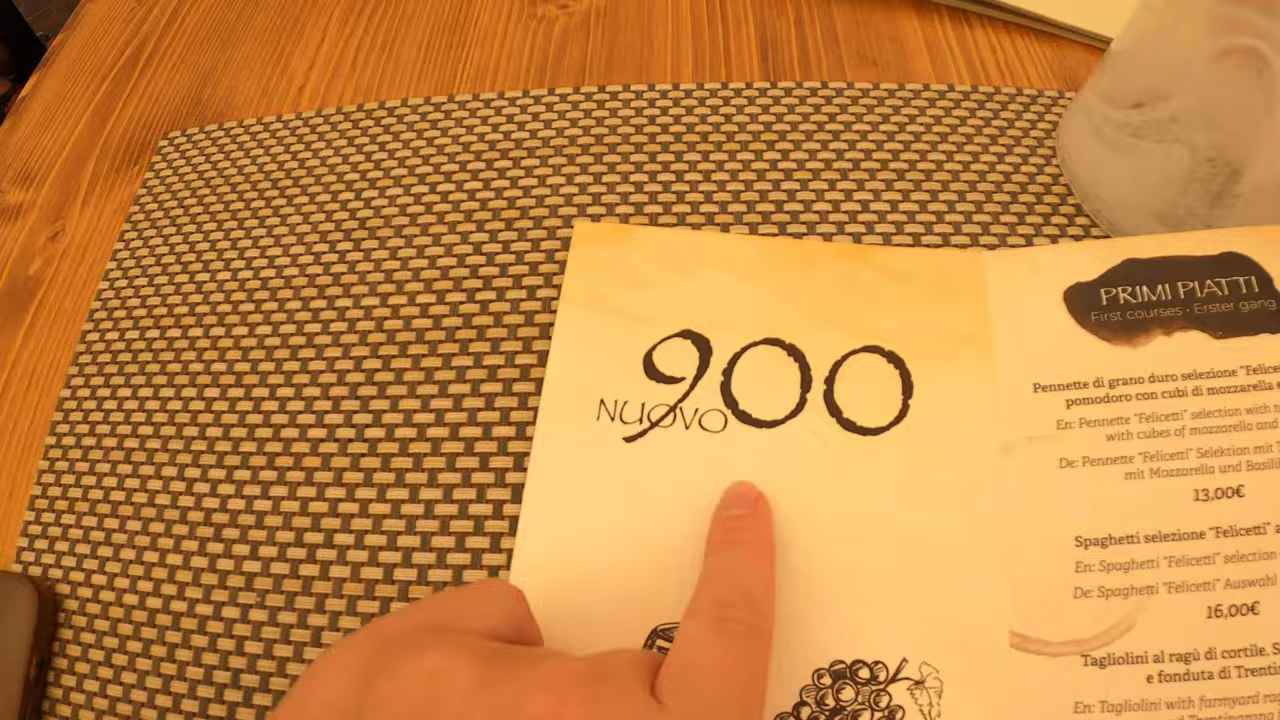 900
NUOVO
PRIMI PIATTI
First courses · Erster gang
Pennette di grano duro selezione "Felice
pomodoro con cubi di mozzarella e
En: Pennette "Felicetti" selection with
with cubes of mozzarella and
De: Pennette "Felicetti" Selektion mit
mit Mozzarella und Basili
13,00€
Spaghetti selezione "Felicetti" a
En: Spaghetti "Felicetti" selection
De: Spaghetti "Felicetti" Auswahl
16,00€
Tagliolini al ragù di cortile, S
e fonduta di Trenti
En: Tagliolini with farmyard rag